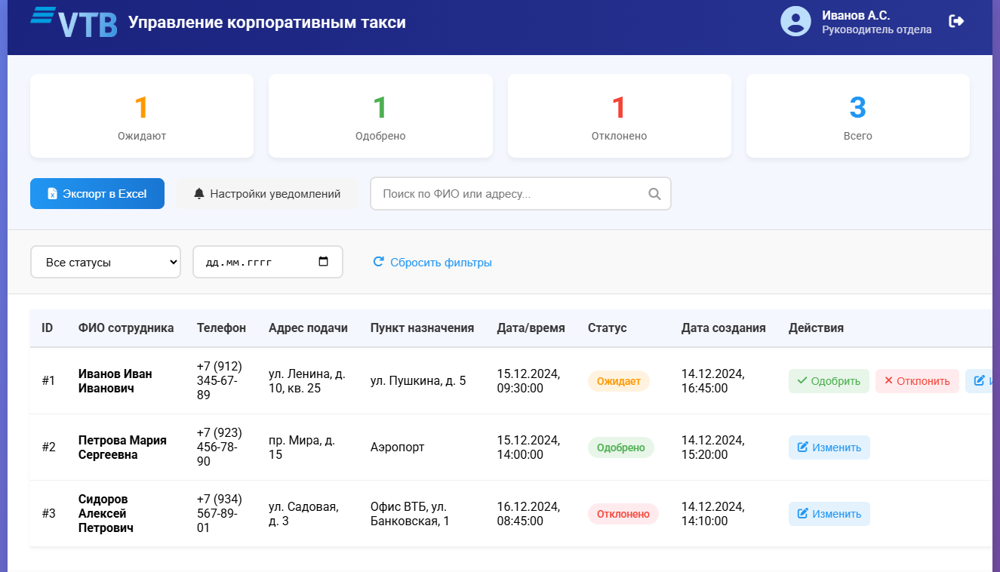 VTB Управление корпоративным такси
Иванов А.С.
Руководитель отдела
1
Ожидают
1
Одобрено
1
Отклонено
3
Всего
Экспорт в Excel
Настройки уведомлений
Поиск по ФИО или адресу...
Все статусы
дд.мм.гггг
Сбросить фильтры
ID ФИО сотрудника Телефон Адрес подачи Пункт назначения Дата/время Статус Дата создания Действия
#1
Иванов Иван
Иванович
+7 (912)
345-67-
89
ул. Ленина, д.
10, кв. 25
ул. Пушкина, д. 5
15.12.2024,
09:30:00
Ожидает
14.12.2024,
16:45:00
Одобрить
Отклонить
#2
Петрова Мария
Сергеевна
+7 (923)
456-78-
90
пр. Мира, д.
15
Аэропорт
15.12.2024,
14:00:00
Одобрено
14.12.2024,
15:20:00
Изменить
#3
Сидоров
Алексей
Петрович
+7 (934)
567-89-
01
ул. Садовая,
д. 3
Офис ВТБ, ул.
Банковская, 1
16.12.2024,
08:45:00
Отклонено
14.12.2024,
14:10:00
Изменить